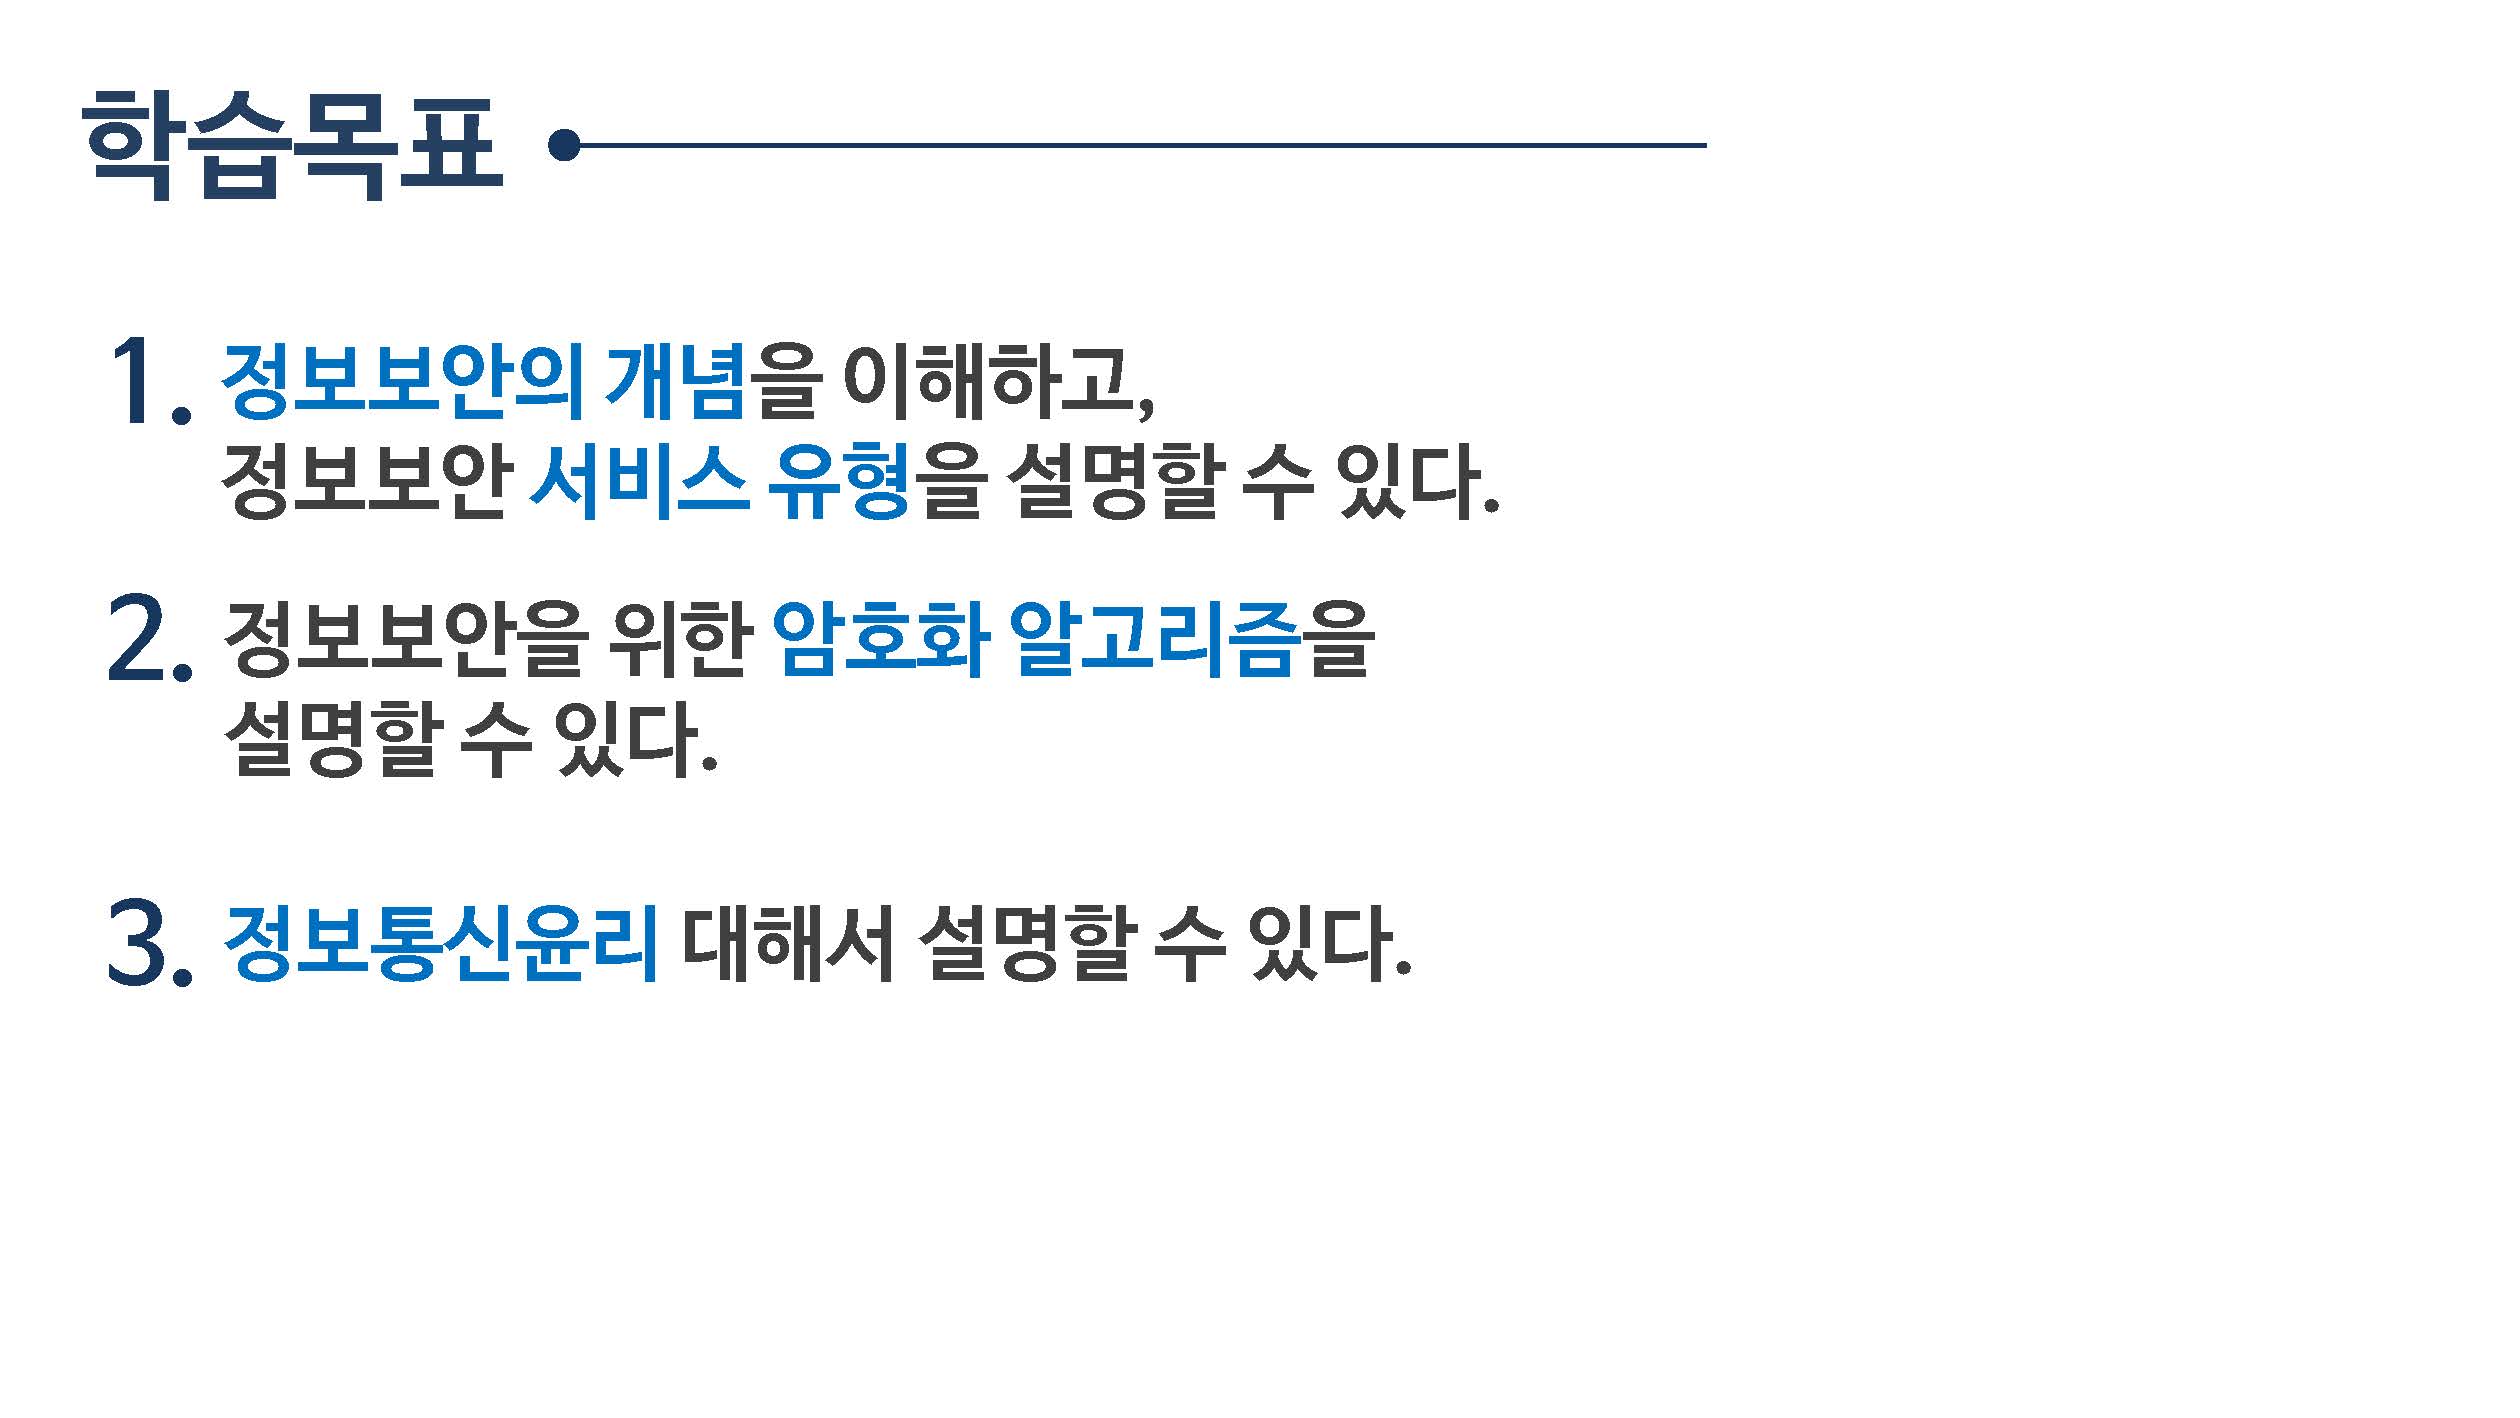 학습목표
1. 정보보안의 개념을 이해하고,
정보보안 서비스 유형을 설명할 수 있다.
2. 정보보안을 위한 암호화 알고리즘을
설명할 수 있다.
3. 정보통신윤리 대해서 설명할 수 있다.